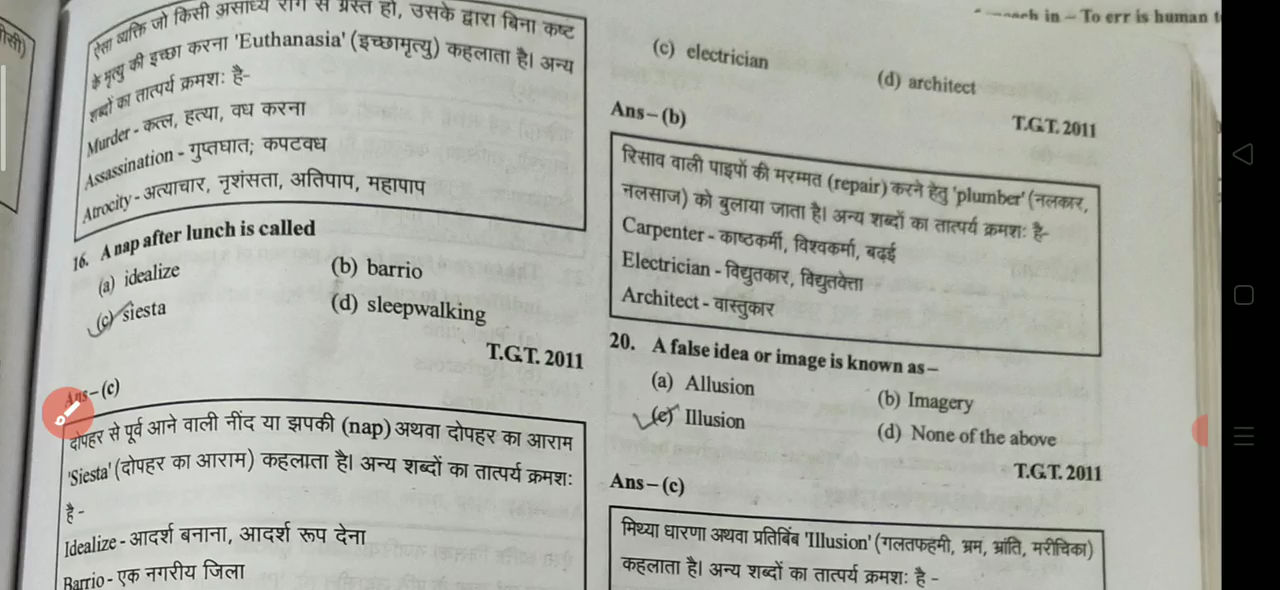 ऐसा व्यक्ति जो किसी असाध्य रोग से ग्रस्त हो, उसके द्वारा बिना कष्ट
के मृत्यु की इच्छा करना 'Euthanasia' (इच्छामृत्यु) कहलाता है। अन्य
शब्दों का तात्पर्य क्रमशः है-
Murder - कत्ल, हत्या, वध करना
Assassination - गुप्तघात; कपटवध
Atrocity - अत्याचार, नृशंसता, अतिपाप, महापाप
16. A nap after lunch is called
(a) idealize (b) barrio
(c) siesta (d) sleepwalking
T.G.T. 2011
Ans-(c)
दोपहर से पूर्व आने वाली नींद या झपकी (nap) अथवा दोपहर का आराम
'Siesta' (दोपहर का आराम) कहलाता है। अन्य शब्दों का तात्पर्य क्रमशः
है -
Idealize - आदर्श बनाना, आदर्श रूप देना
Barrio - एक नगरीय जिला
in - To err is human
(c) electrician (d) architect
Ans-(b) T.G.T. 2011
रिसाव वाली पाइपों की मरम्मत (repair) करने हेतु 'plumber' (नलकार,
नलसाज) को बुलाया जाता है। अन्य शब्दों का तात्पर्य क्रमशः है-
Carpenter - काष्ठकर्मी, विश्वकर्मा, बढ़ई
Electrician - विद्युतकार, विद्युतवेत्ता
Architect - वास्तुकार
20. A false idea or image is known as-
(a) Allusion (b) Imagery
(c) Illusion (d) None of the above
T.G.T. 2011
Ans-(c)
मिथ्या धारणा अथवा प्रतिबिंब 'Illusion' (गलतफहमी, भ्रम, भ्रांति, मरीचिका)
कहलाता है। अन्य शब्दों का तात्पर्य क्रमशः है -